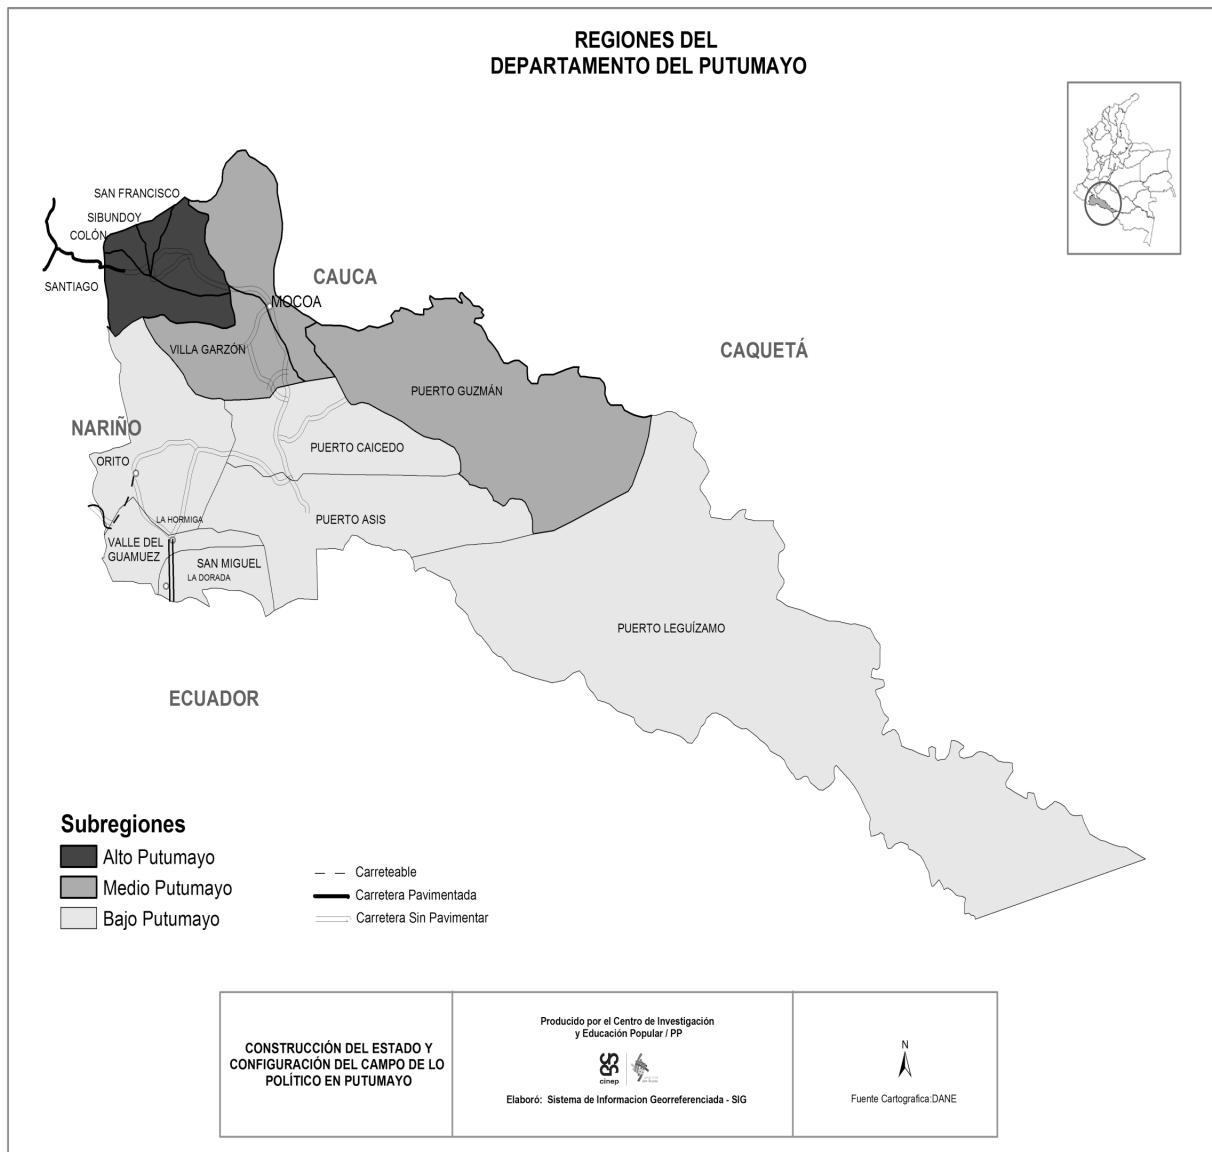 REGIONES DEL
DEPARTAMENTO DEL PUTUMAYO
SAN FRANCISCO
SIBUNDOY
COLÓN
SANTIAGO
CAUCA
MOCOA
CAQUETÁ
VILLA GARZÓN
PUERTO GUZMÁN
NARIÑO
PUERTO CAICEDO
ORITO
PUERTO ASIS
LA HORMIGA
VALLE DEL
GUAMUEZ
SAN MIGUEL
LA DORADA
PUERTO LEGUÍZAMO
ECUADOR
Subregiones
Alto Putumayo
Medio Putumayo
Bajo Putumayo
Carreteable
Carretera Pavimentada
Carretera Sin Pavimentar
CONSTRUCCIÓN DEL ESTADO Y
CONFIGURACIÓN DEL CAMPO DE LO
POLÍTICO EN PUTUMAYO
Producido por el Centro de Investigación
y Educación Popular / PP
cinep
Elaboró: Sistema de Informacion Georreferenciada - SIG
N
Fuente Cartografica:DANE